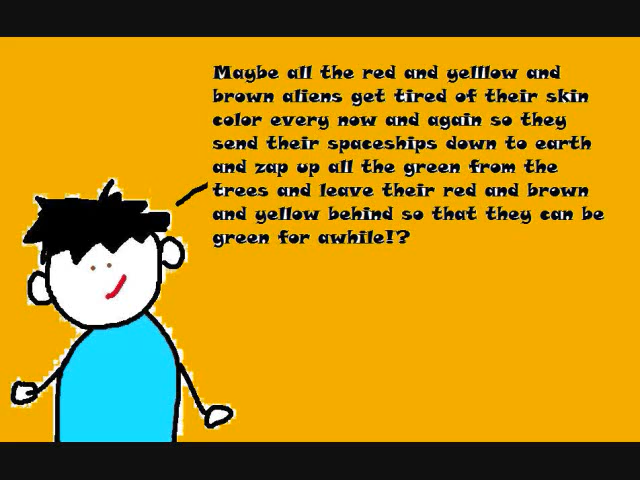 Maybe all the red and yelllow and
brown aliens get tired of their skin
color every now and again so they
send their spaceships down to earth
and zap up all the green from the
trees and leave their red and brown
and yellow behind so that they can be
green for awhile!?